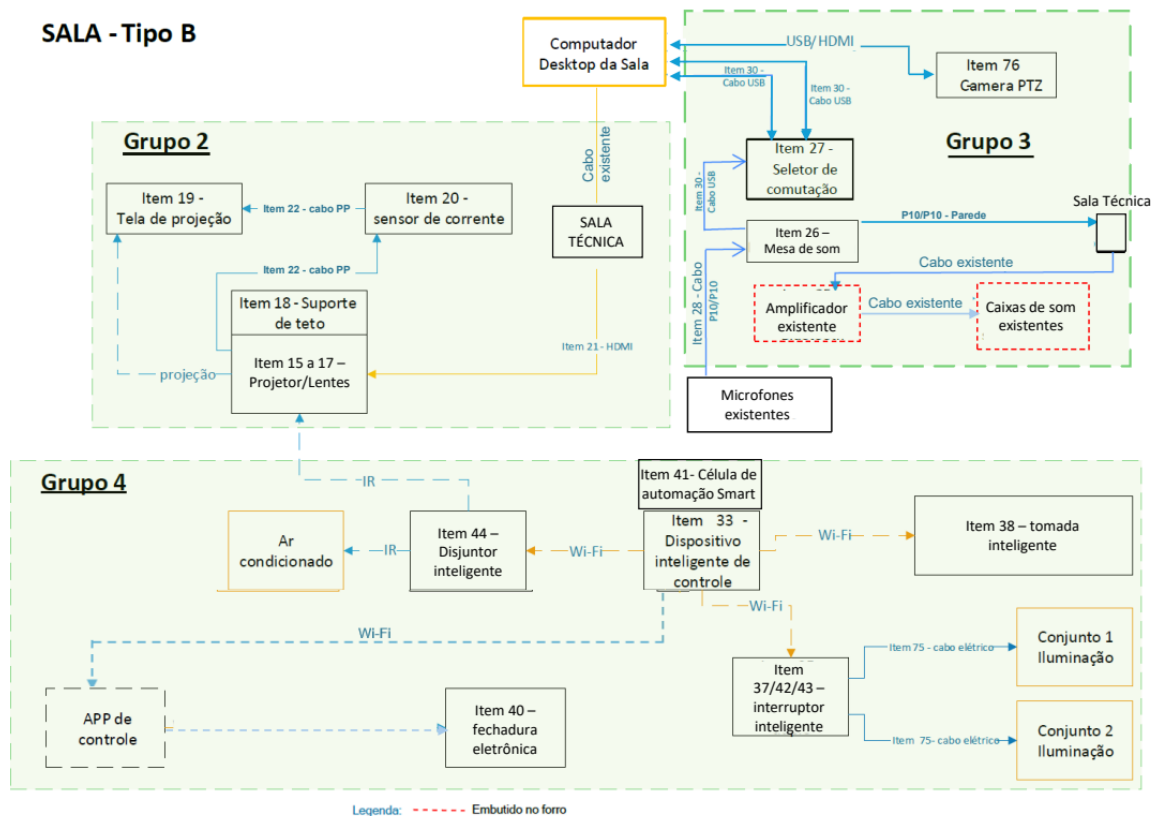 SALA - Tipo B
Computador
Desktop da Sala
USB/HDMI
Item 76
Gamera PTZ
Item 30 -
Cabo USB
Item 30 -
Cabo USB
Grupo 2
Cabo
existente
Grupo 3
Item 27 -
Seletor de
comutação
Item 19 -
Tela de projeção
Item 22 - cabo PP
Item 20 -
sensor de corrente
Item 30 -
Cabo USB
SALA
TÉCNICA
Item 26 –
Mesa de som
P10/P10 - Parede
Sala Técnica
Item 22 - cabo PP
Cabo existente
Item 18 - Suporte
de teto
Item 28 - Cabo
P10/P10
Amplificador
existente
Cabo existente
Caixas de som
existentes
Item 21 - HDMI
projeção
Item 15 a 17 –
Projetor/Lentes
Microfones
existentes
Grupo 4
IR
Item 41- Célula de
automação Smart
Ar
condicionado
IR
Item 44 –
Disjuntor
inteligente
Wi-Fi
Item 33 -
Dispositivo
inteligente de
controle
Wi-Fi
Item 38 – tomada
inteligente
Wi-Fi
Wi-Fi
Item
37/42/43 –
interruptor
inteligente
Item 75 - cabo elétrico
Conjunto 1
Iluminação
Item 75- cabo elétrico
Conjunto 2
Iluminação
APP de
controle
Item 40 –
fechadura
eletrônica
Legenda: Embutido no forro